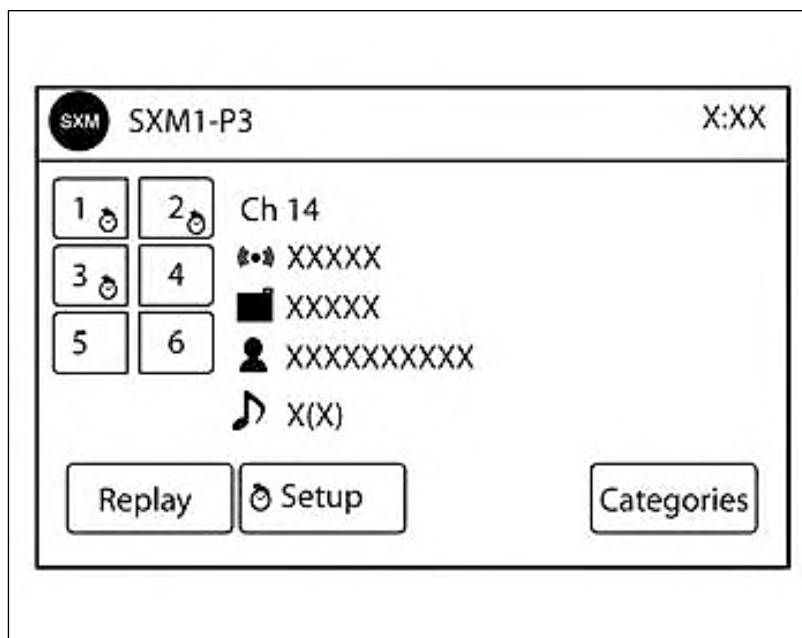 SXM SXM1-P3 X:XX
1 2 Ch 14
XXXXX
3 4
XXXXX
5 6
XXXXXXXXXX
X(X)
Replay Setup Categories